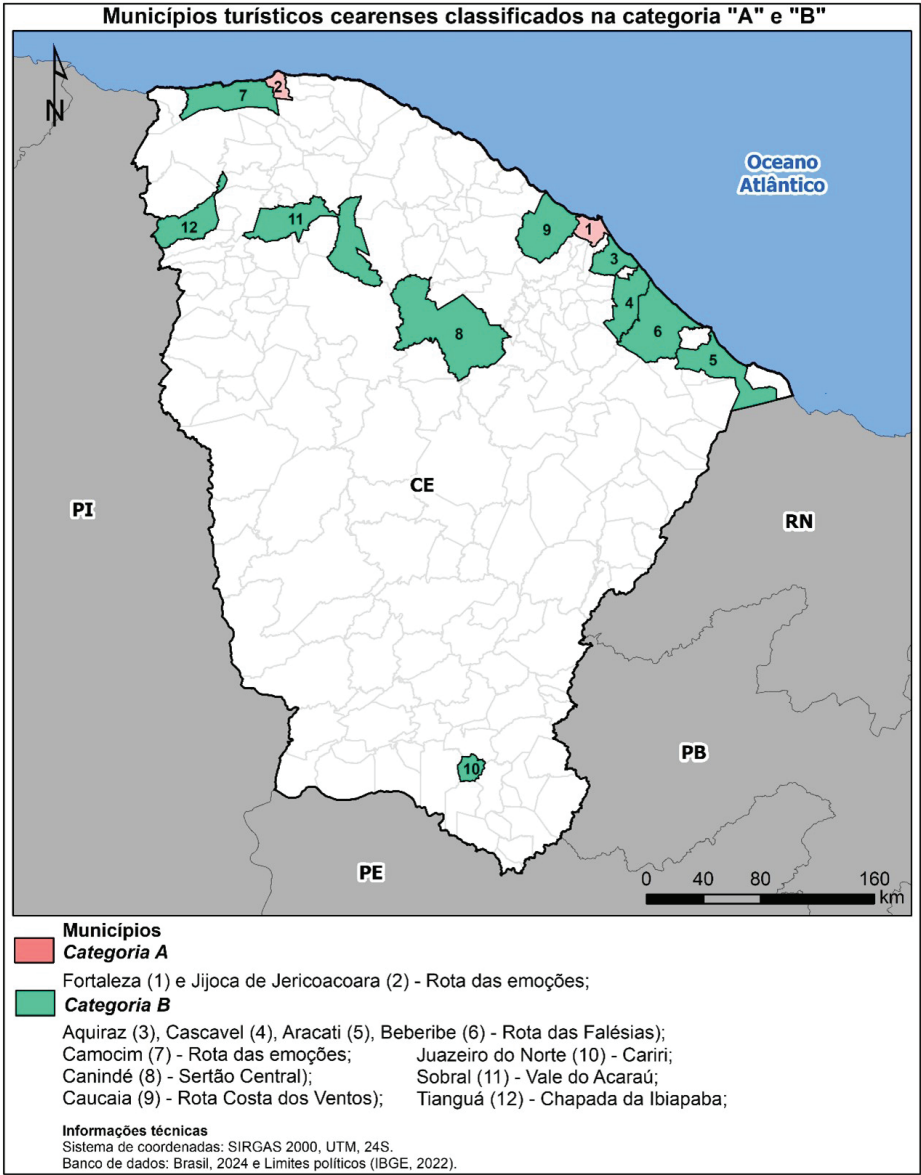 Municípios turísticos cearenses classificados na categoria "A" e "B"
N
Oceano
Atlântico
7
2
12
11
9
1
3
4
6
5
8
CE
PI
RN
PB
10
PE
0 40 80 160
km
Municípios
Categoria A
Fortaleza (1) e Jijoca de Jericoacoara (2) - Rota das emoções;
Categoria B
Aquiraz (3), Cascavel (4), Aracati (5), Beberibe (6) - Rota das Falésias);
Camocim (7) - Rota das emoções; Juazeiro do Norte (10) - Cariri;
Canindé (8) - Sertão Central); Sobral (11) - Vale do Acaraú;
Caucaia (9) - Rota Costa dos Ventos); Tianguá (12) - Chapada da Ibiapaba;
Informações técnicas
Sistema de coordenadas: SIRGAS 2000, UTM, 24S.
Banco de dados: Brasil, 2024 e Limites políticos (IBGE, 2022).